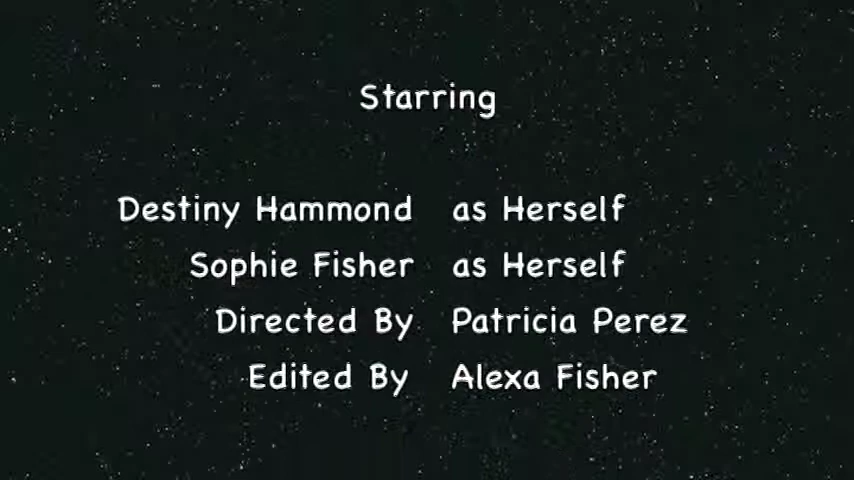 Starring
Destiny Hammond as Herself
Sophie Fisher as Herself
Directed By Patricia Perez
Edited By Alexa Fisher